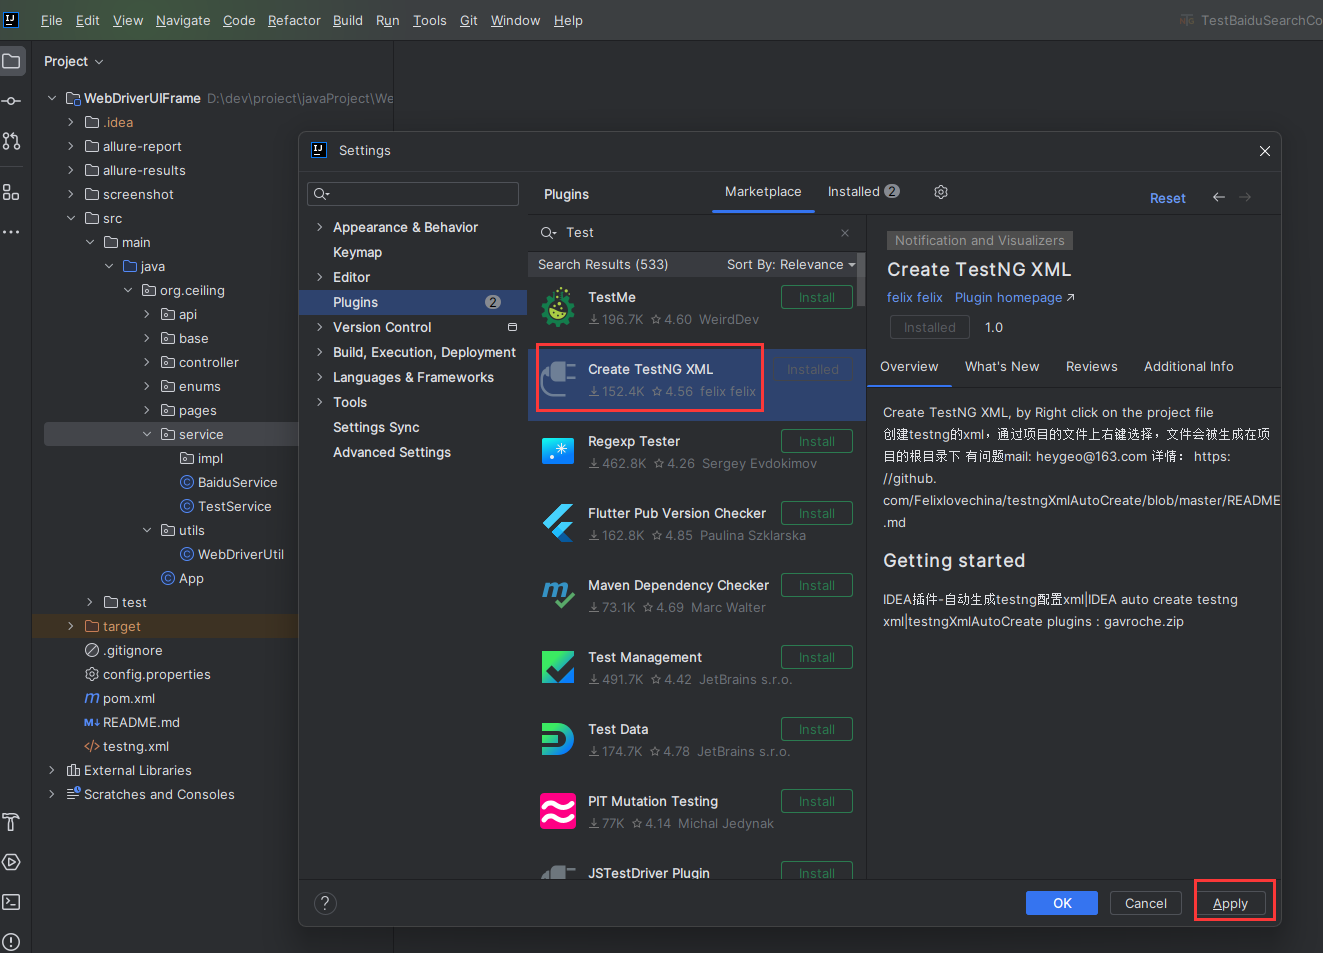 File Edit View Navigate Code Refactor Build Run Tools Git Window Help
TestBaiduSearchCo
Project
WebDriverUIFrame D:\dev\proiect\javaProject\We
.idea
allure-report
allure-results
screenshot
src
main
java
org.ceiling
api
base
controller
enums
pages
service
impl
BaiduService
TestService
utils
WebDriverUtil
App
test
target
.gitignore
config.properties
pom.xml
README.md
testng.xml
External Libraries
Scratches and Consoles
Settings
Appearance & Behavior
Keymap
Editor
Plugins 2
Version Control
Build, Execution, Deployment
Languages & Frameworks
Tools
Settings Sync
Advanced Settings
Plugins
Marketplace
Installed 2
Reset
Test
Search Results (533) Sort By: Relevance
TestMe Install
196.7K 4.60 WeirdDev
Create TestNG XML Installed
152.4K 4.56 felix felix
Regexp Tester Install
462.8K 4.26 Sergey Evdokimov
Flutter Pub Version Checker Install
162.8K 4.85 Paulina Szklarska
Maven Dependency Checker Install
73.1K 4.69 Marc Walter
Test Management Install
491.7K 4.42 JetBrains s.r.o.
Test Data Install
174.7K 4.78 JetBrains s.r.o.
PIT Mutation Testing Install
77K 4.14 Michal Jedynak
JSTestDriver Plugin Install
Notification and Visualizers
Create TestNG XML
felix felix Plugin homepage ↗
Installed 1.0
Overview What's New Reviews Additional Info
Create TestNG XML, by Right click on the project file
创建testng的xml，通过项目的文件上右键选择，文件会被生成在项
目的根目录下 有问题mail: heygeo@163.com 详情： https:
//github.
com/Felixlovechina/testngXmlAutoCreate/blob/master/README
.md
Getting started
IDEA插件-自动生成testng配置xml|IDEA auto create testng
xml|testngXmlAutoCreate plugins : gavroche.zip
?
OK
Cancel
Apply